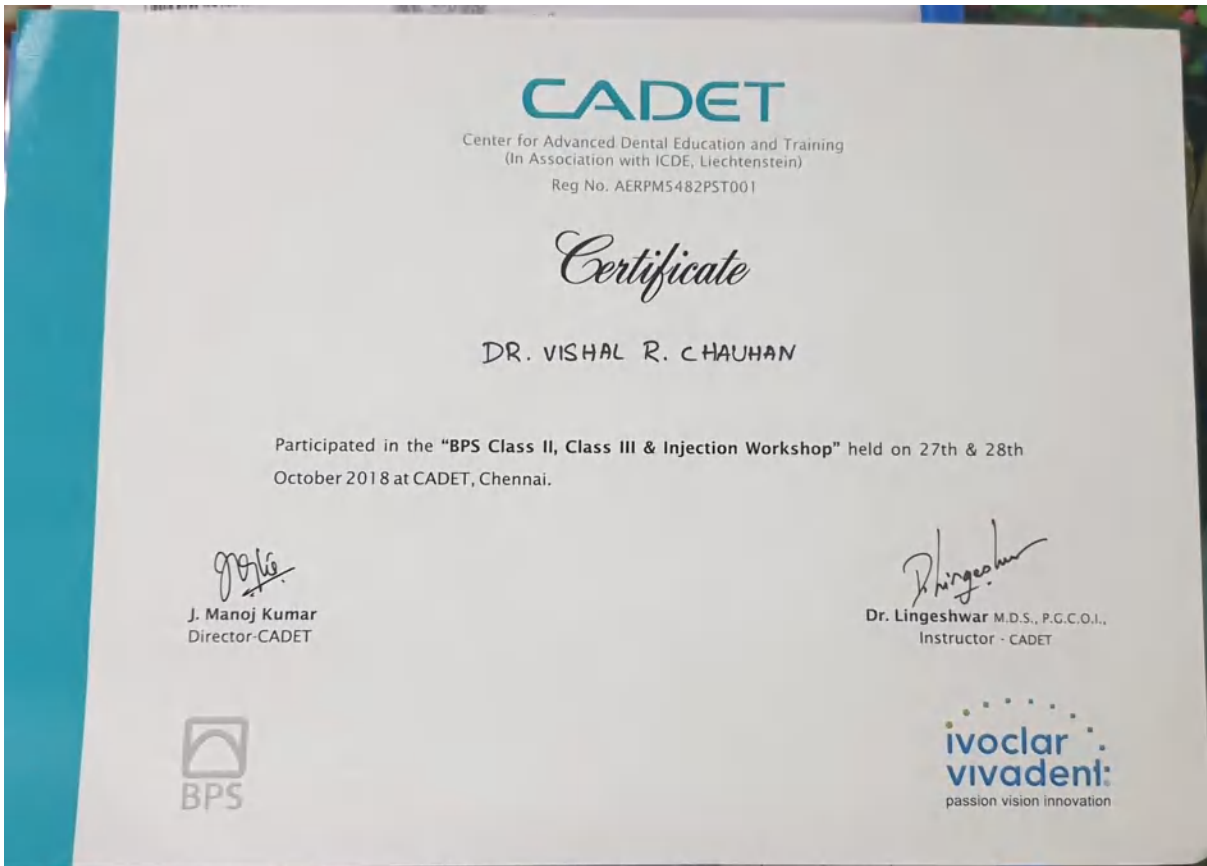 CADET
Center for Advanced Dental Education and Training
(In Association with ICDE, Liechtenstein)
Reg No. AERPM5482PST001
Certificate
DR. VISHAL R. CHAUHAN
Participated in the "BPS Class II, Class III & Injection Workshop" held on 27th & 28th
October 2018 at CADET, Chennai.
J. Manoj Kumar
Director-CADET
Dr. Lingeshwar M.D.S., P.G.C.O.I.,
Instructor - CADET
BPS
ivoclar
vivadent:
passion vision innovation